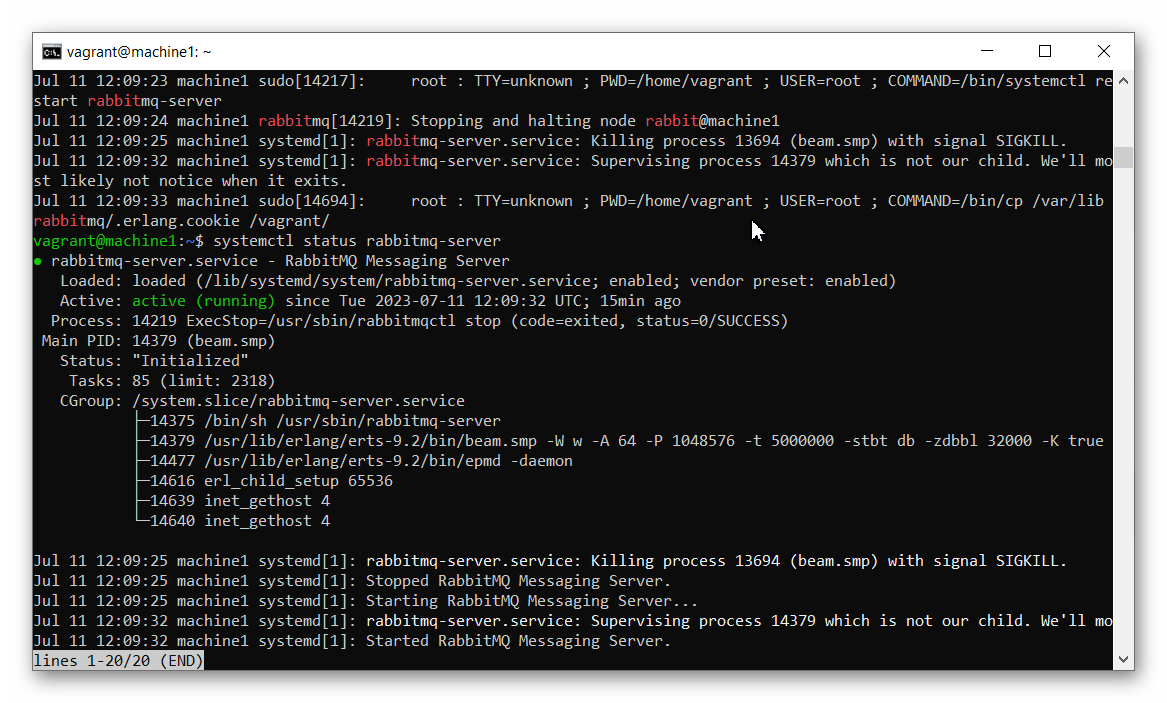 vagrant@machine1: ~
Jul 11 12:09:23 machine1 sudo[14217]:     root : TTY=unknown ; PWD=/home/vagrant ; USER=root ; COMMAND=/bin/systemctl re
start rabbitmq-server
Jul 11 12:09:24 machine1 rabbitmq[14219]: Stopping and halting node rabbit@machine1
Jul 11 12:09:25 machine1 systemd[1]: rabbitmq-server.service: Killing process 13694 (beam.smp) with signal SIGKILL.
Jul 11 12:09:32 machine1 systemd[1]: rabbitmq-server.service: Supervising process 14379 which is not our child. We'll mo
st likely not notice when it exits.
Jul 11 12:09:33 machine1 sudo[14694]:     root : TTY=unknown ; PWD=/home/vagrant ; USER=root ; COMMAND=/bin/cp /var/lib
rabbitmq/.erlang.cookie /vagrant/
vagrant@machine1:~$ systemctl status rabbitmq-server
● rabbitmq-server.service - RabbitMQ Messaging Server
   Loaded: loaded (/lib/systemd/system/rabbitmq-server.service; enabled; vendor preset: enabled)
   Active: active (running) since Tue 2023-07-11 12:09:32 UTC; 15min ago
  Process: 14219 ExecStop=/usr/sbin/rabbitmqctl stop (code=exited, status=0/SUCCESS)
 Main PID: 14379 (beam.smp)
   Status: "Initialized"
    Tasks: 85 (limit: 2318)
   CGroup: /system.slice/rabbitmq-server.service
           ├─14375 /bin/sh /usr/sbin/rabbitmq-server
           ├─14379 /usr/lib/erlang/erts-9.2/bin/beam.smp -W w -A 64 -P 1048576 -t 5000000 -stbt db -zdbbl 32000 -K true
           ├─14477 /usr/lib/erlang/erts-9.2/bin/epmd -daemon
           ├─14616 erl_child_setup 65536
           ├─14639 inet_gethost 4
           └─14640 inet_gethost 4
Jul 11 12:09:25 machine1 systemd[1]: rabbitmq-server.service: Killing process 13694 (beam.smp) with signal SIGKILL.
Jul 11 12:09:25 machine1 systemd[1]: Stopped RabbitMQ Messaging Server.
Jul 11 12:09:25 machine1 systemd[1]: Starting RabbitMQ Messaging Server...
Jul 11 12:09:32 machine1 systemd[1]: rabbitmq-server.service: Supervising process 14379 which is not our child. We'll mo
Jul 11 12:09:32 machine1 systemd[1]: Started RabbitMQ Messaging Server.
lines 1-20/20 (END)